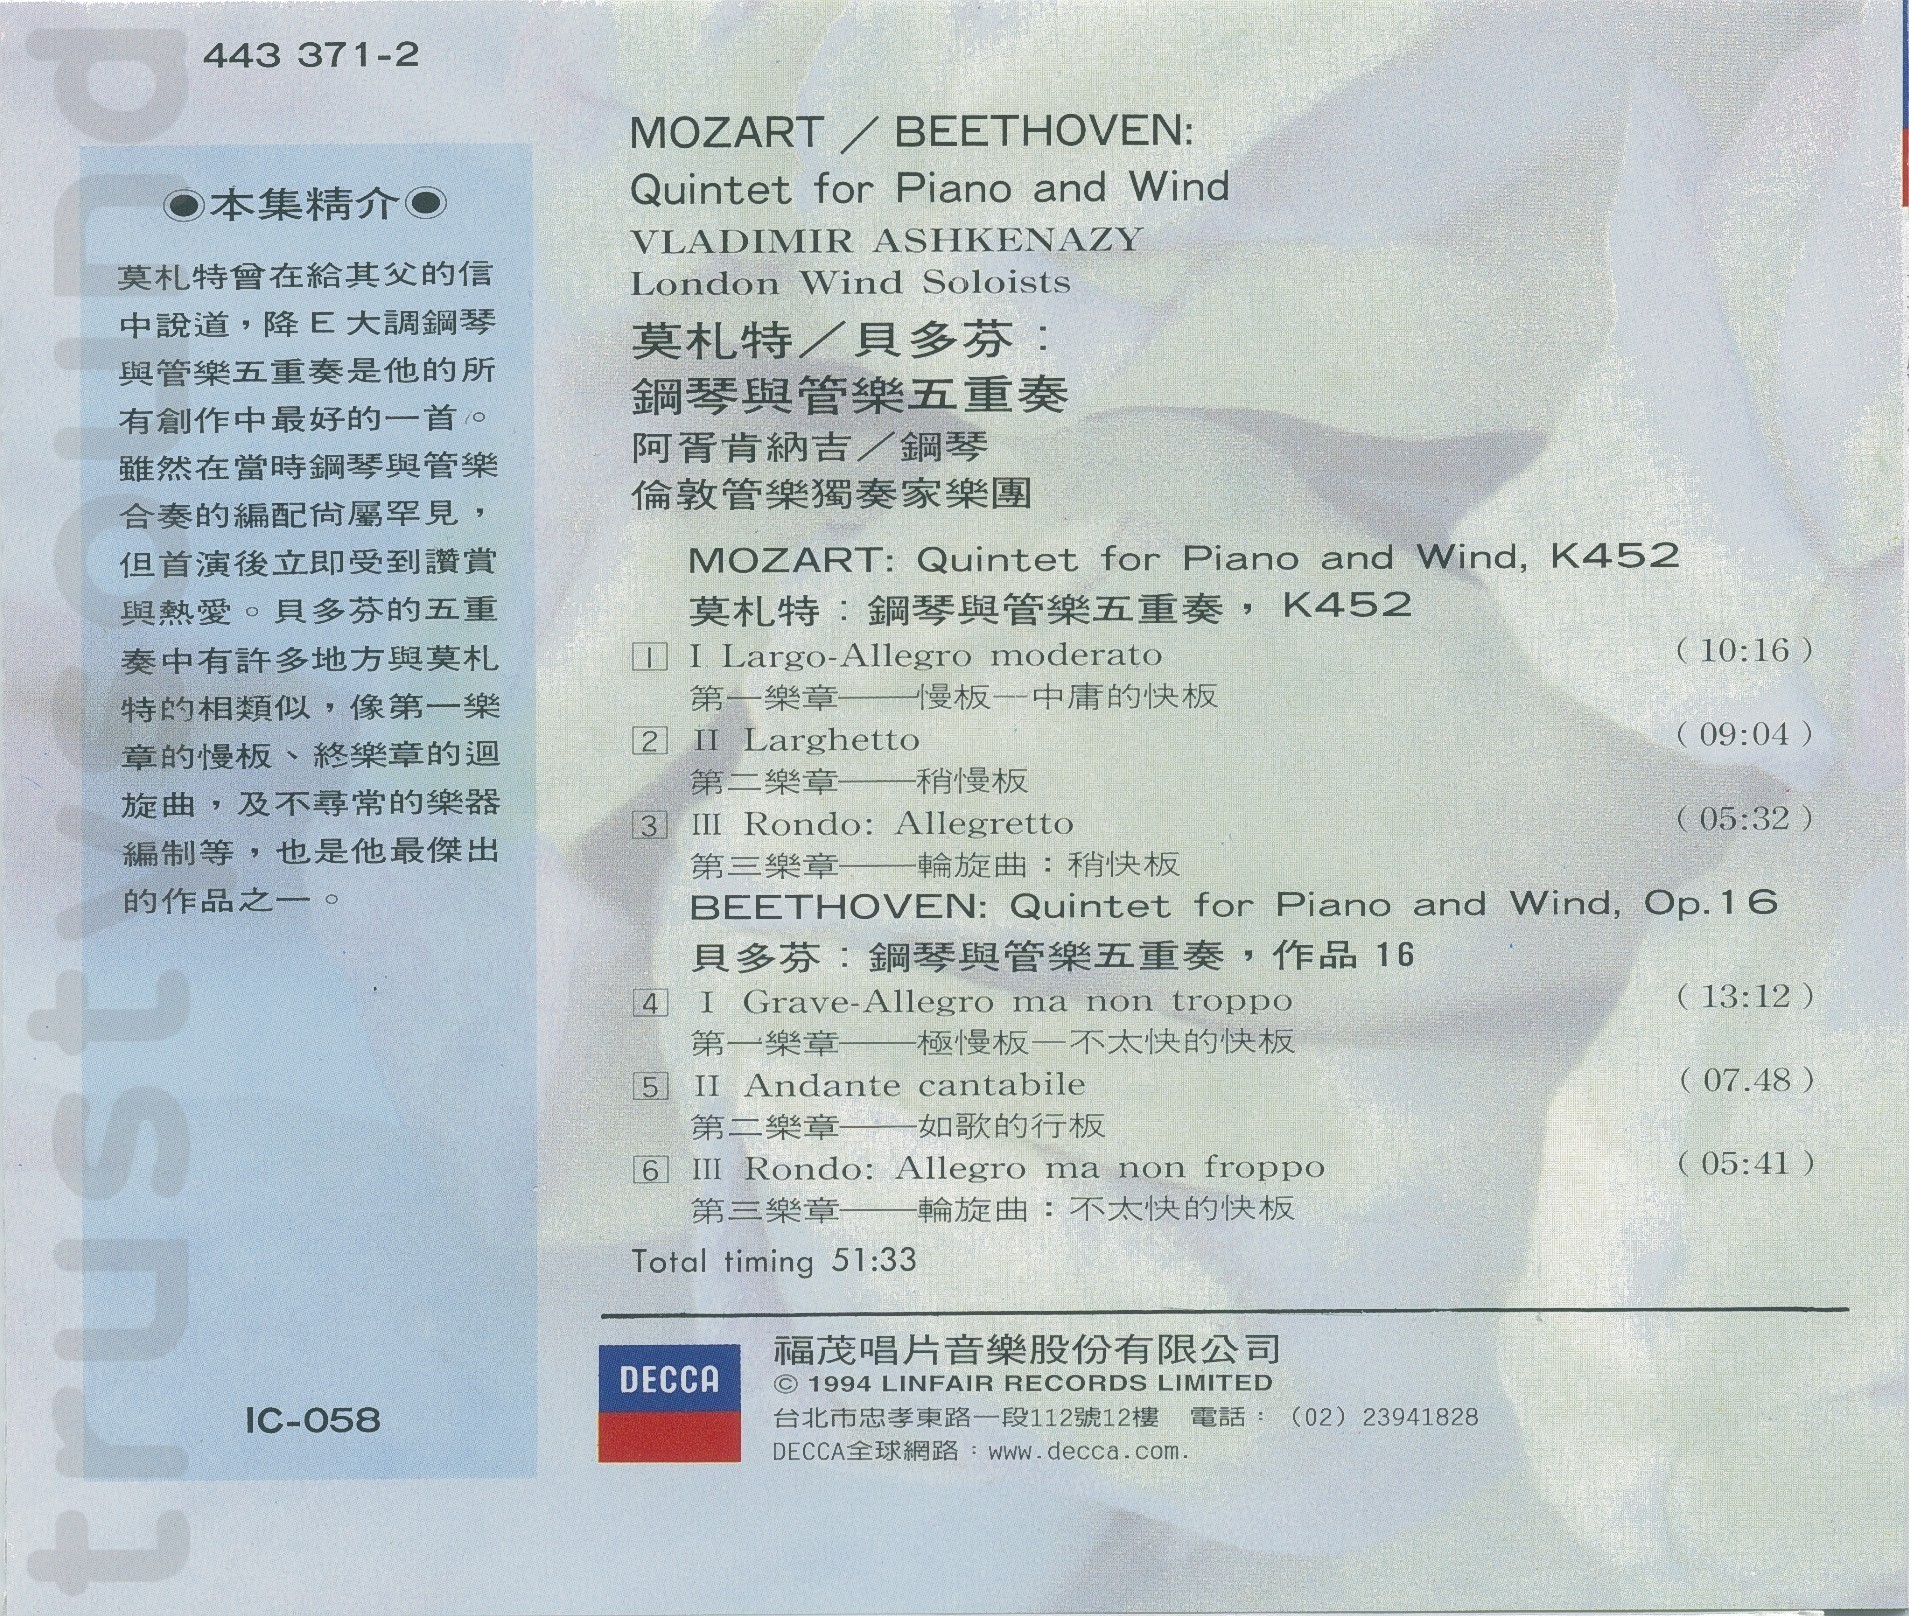 443 371-2
◉本集精介◉
莫札特曾在給其父的信
中說道，降E大調鋼琴
與管樂五重奏是他的所
有創作中最好的一首。
雖然在當時鋼琴與管樂
合奏的編配尚屬罕見，
但首演後立即受到讚賞
與熱愛。貝多芬的五重
奏中有許多地方與莫札
特的相類似，像第一樂
章的慢板、終樂章的迴
旋曲，及不尋常的樂器
編制等，也是他最傑出
的作品之一。
IC-058
trustyound
MOZART／BEETHOVEN:
Quintet for Piano and Wind
VLADIMIR ASHKENAZY
London Wind Soloists
莫札特／貝多芬：
鋼琴與管樂五重奏
阿胥肯納吉／鋼琴
倫敦管樂獨奏家樂團
MOZART: Quintet for Piano and Wind, K452
莫札特：鋼琴與管樂五重奏，K452
1 I Largo-Allegro moderato (10:16)
第一樂章——慢板—中庸的快板
2 II Larghetto (09:04)
第二樂章——稍慢板
3 III Rondo: Allegretto (05:32)
第三樂章——輪旋曲：稍快板
BEETHOVEN: Quintet for Piano and Wind, Op.16
貝多芬：鋼琴與管樂五重奏，作品16
4 I Grave-Allegro ma non troppo (13:12)
第一樂章——極慢板—不太快的快板
5 II Andante cantabile (07.48)
第二樂章——如歌的行板
6 III Rondo: Allegro ma non froppo (05:41)
第三樂章——輪旋曲：不太快的快板
Total timing 51:33
DECCA
福茂唱片音樂股份有限公司
© 1994 LINFAIR RECORDS LIMITED
台北市忠孝東路一段112號12樓 電話：（02）23941828
DECCA全球網路：www.decca.com.